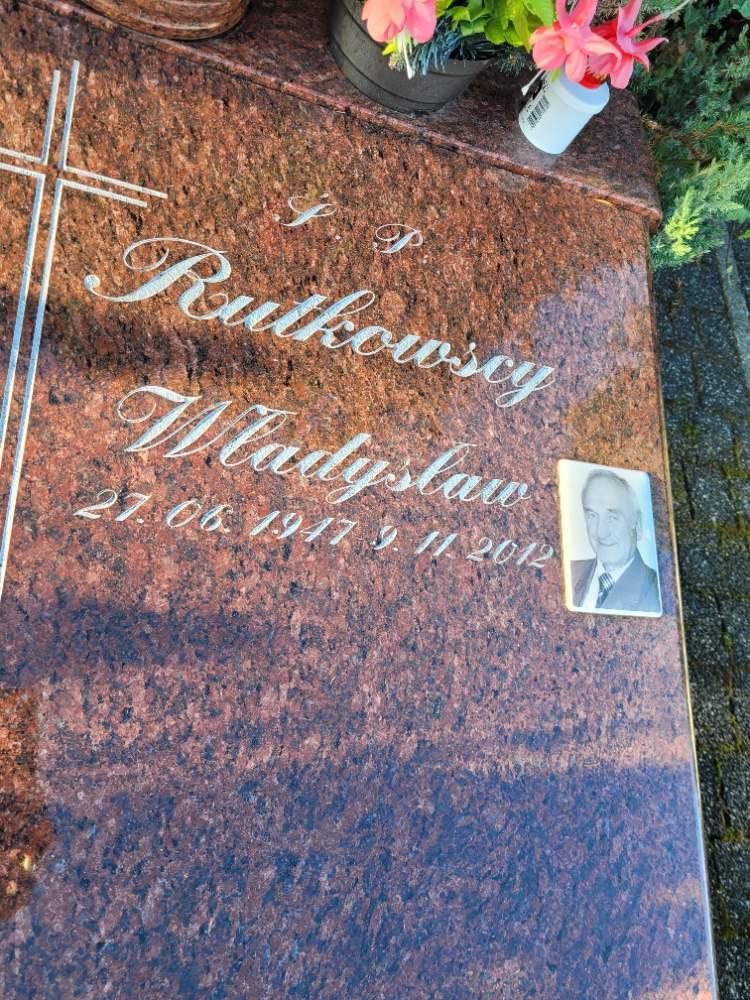 Ś P
Rutkowscy
Władysław
27. 06. 1947 9. 11. 2012